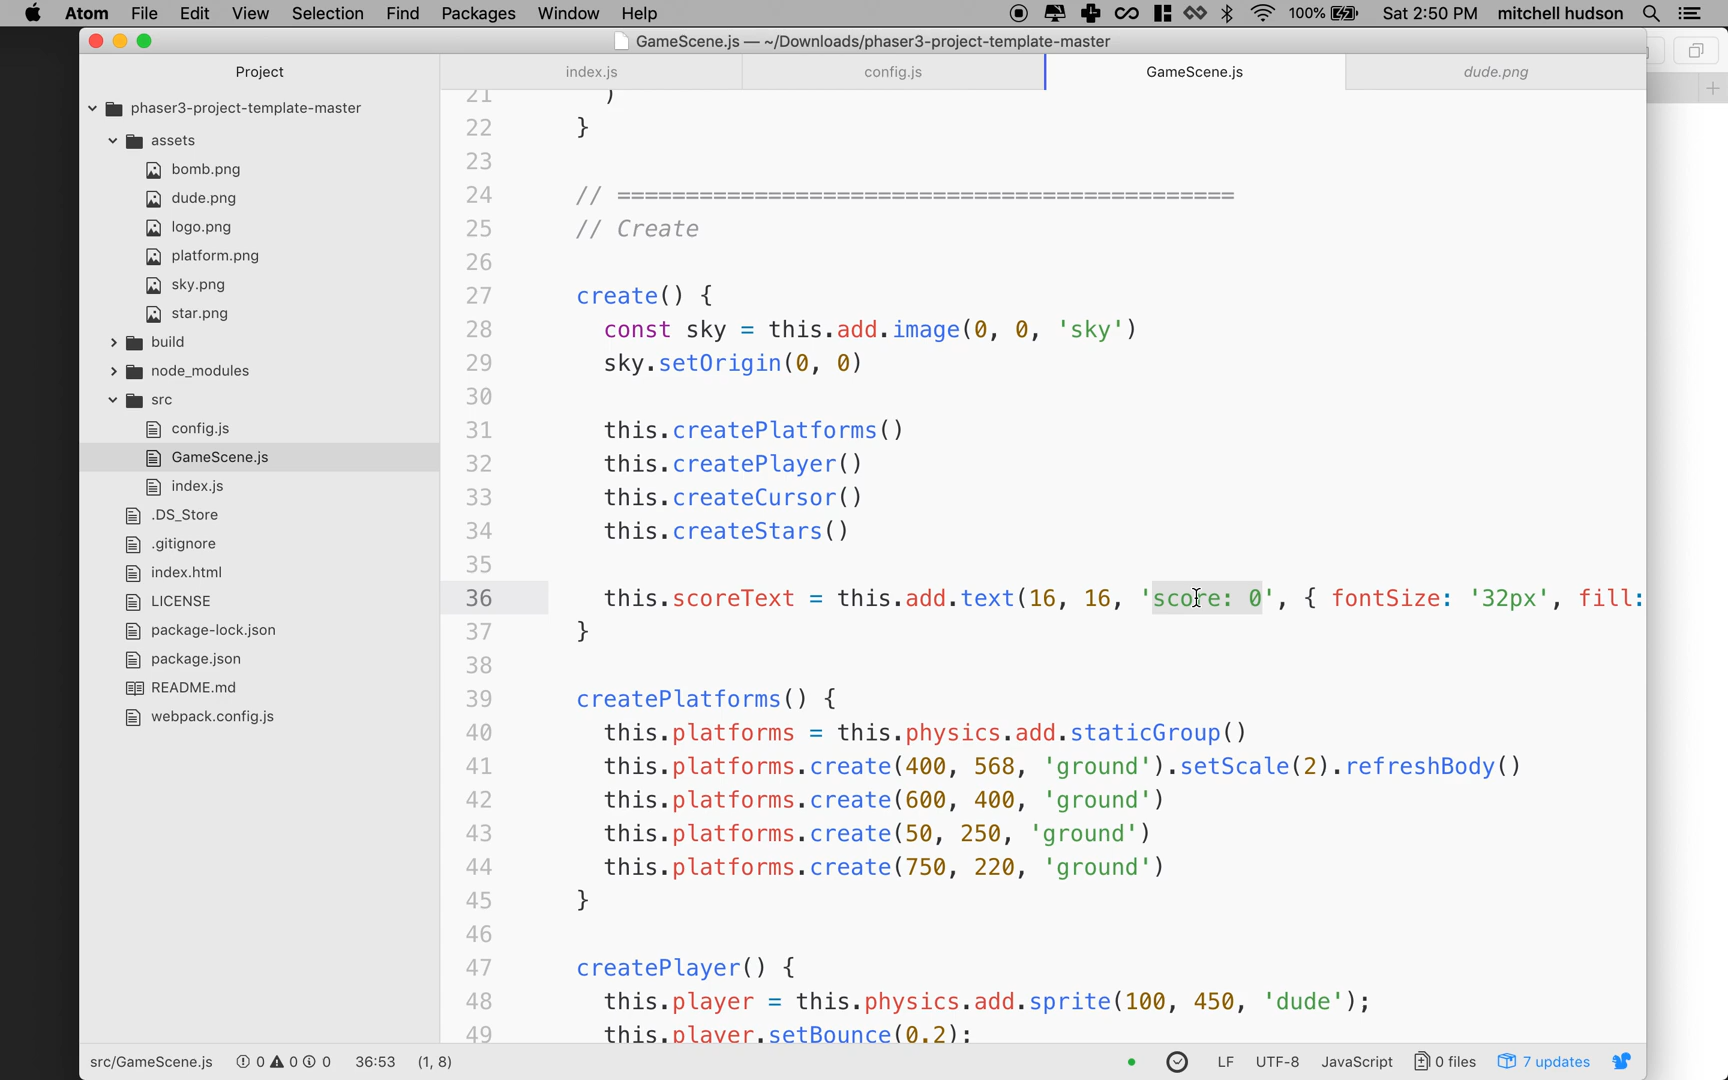 Atom File Edit View Selection Find Packages Window Help 100% Sat 2:50 PM mitchell hudson
GameScene.js — ~/Downloads/phaser3-project-template-master
Project
index.js config.js GameScene.js dude.png
phaser3-project-template-master
assets
bomb.png
dude.png
logo.png
platform.png
sky.png
star.png
build
node_modules
src
config.js
GameScene.js
index.js
.DS_Store
.gitignore
index.html
LICENSE
package-lock.json
package.json
README.md
webpack.config.js
21 )
22 }
23
24 // =============================================
25 // Create
26
27 create() {
28 const sky = this.add.image(0, 0, 'sky')
29 sky.setOrigin(0, 0)
30
31 this.createPlatforms()
32 this.createPlayer()
33 this.createCursor()
34 this.createStars()
35
36 this.scoreText = this.add.text(16, 16, 'score: 0', { fontSize: '32px', fill:
37 }
38
39 createPlatforms() {
40 this.platforms = this.physics.add.staticGroup()
41 this.platforms.create(400, 568, 'ground').setScale(2).refreshBody()
42 this.platforms.create(600, 400, 'ground')
43 this.platforms.create(50, 250, 'ground')
44 this.platforms.create(750, 220, 'ground')
45 }
46
47 createPlayer() {
48 this.player = this.physics.add.sprite(100, 450, 'dude');
49 this.player.setBounce(0.2);
src/GameScene.js 0 0 0 36:53 (1, 8) LF UTF-8 JavaScript 0 files 7 updates